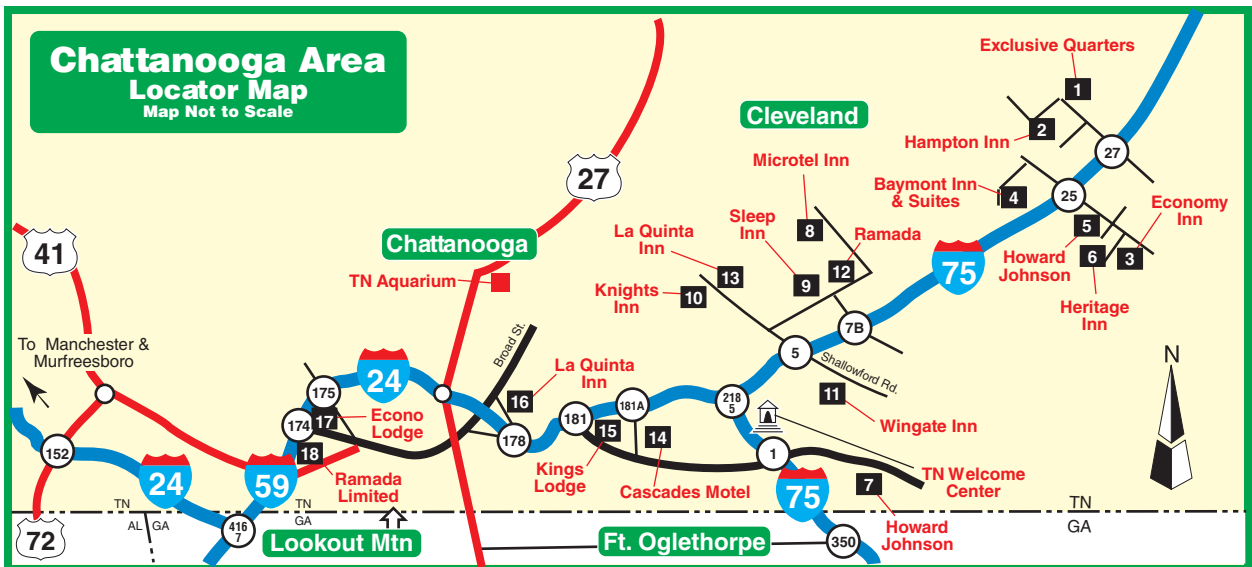 Chattanooga Area
Locator Map
Map Not to Scale
Exclusive Quarters
1
2
Hampton Inn
27
Cleveland
Microtel Inn
8
Baymont Inn
& Suites
4
25
Economy
Inn
3
5
Howard
Johnson
6
Heritage
Inn
27
La Quinta
Inn
13
Sleep
Inn
9
Ramada
12
75
Knights
Inn
10
7B
5
Shallowford Rd.
11
Wingate Inn
41
Chattanooga
TN Aquarium
To Manchester &
Murfreesboro
Broad St.
24
La Quinta
Inn
16
175
174
17
Econo
Lodge
18
Ramada
Limited
178
181
181A
218
5
15
14
Kings
Lodge
Cascades Motel
1
TN Welcome
Center
7
Howard
Johnson
N
152
24
59
75
72
TN
AL
GA
TN
GA
TN
GA
416
7
Lookout Mtn
Ft. Oglethorpe
350